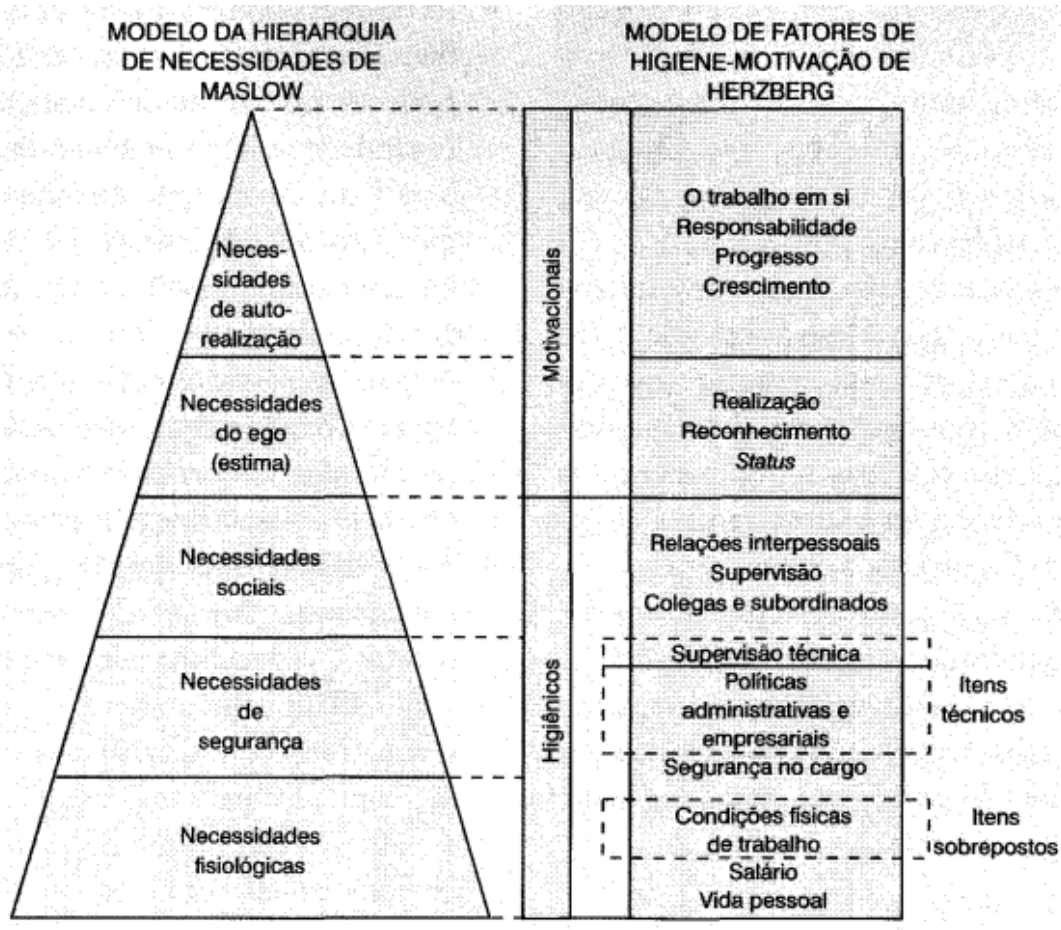 MODELO DA HIERARQUIA
DE NECESSIDADES DE
MASLOW
Neces-
sidades
de auto-
realização
Necessidades
do ego
(estima)
Necessidades
sociais
Necessidades
de
segurança
Necessidades
fisiológicas
MODELO DE FATORES DE
HIGIENE-MOTIVAÇÃO DE
HERZBERG
Motivacionais
Higiênicos
O trabalho em si
Responsabilidade
Progresso
Crescimento
Realização
Reconhecimento
Status
Relações interpessoais
Supervisão
Colegas e subordinados
Supervisão técnica
Políticas
administrativas e
empresariais
Segurança no cargo
Condições físicas
de trabalho
Salário
Vida pessoal
Itens
técnicos
Itens
sobrepostos